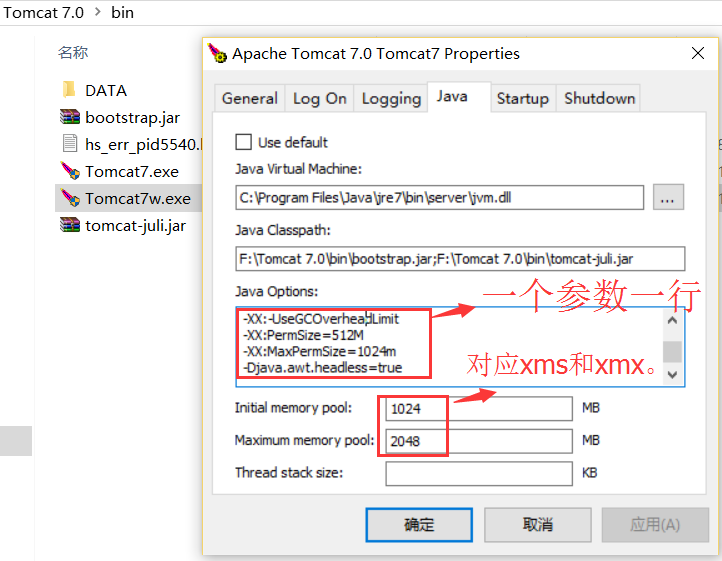 Tomcat 7.0 > bin
名称
DATA
bootstrap.jar
hs_err_pid5540.
Tomcat7.exe
Tomcat7w.exe
tomcat-juli.jar
Apache Tomcat 7.0 Tomcat7 Properties
General
Log On
Logging
Java
Startup
Shutdown
Use default
Java Virtual Machine:
C:\Program Files\Java\jre7\bin\server\jvm.dll
...
Java Classpath:
F:\Tomcat 7.0\bin\bootstrap.jar;F:\Tomcat 7.0\bin\tomcat-juli.jar
Java Options:
一个参数一行
-XX:-UseGCOverheadLimit
-XX:PermSize=512M
-XX:MaxPermSize=1024m
-Djava.awt.headless=true
对应xms和xmx。
Initial memory pool: 1024 MB
Maximum memory pool: 2048 MB
Thread stack size: KB
确定
取消
应用(A)